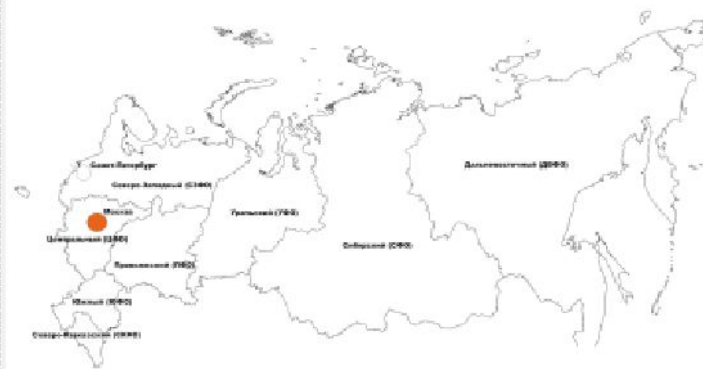 Санкт-Петербург
Северо-Западный (СЗФО)
Дальневосточный (ДВФО)
Москва
Уральский (УФО)
Центральный (ЦФО)
Сибирский (СФО)
Приволжский (ПФО)
Южный (ЮФО)
Северо-Кавказский (СКФО)